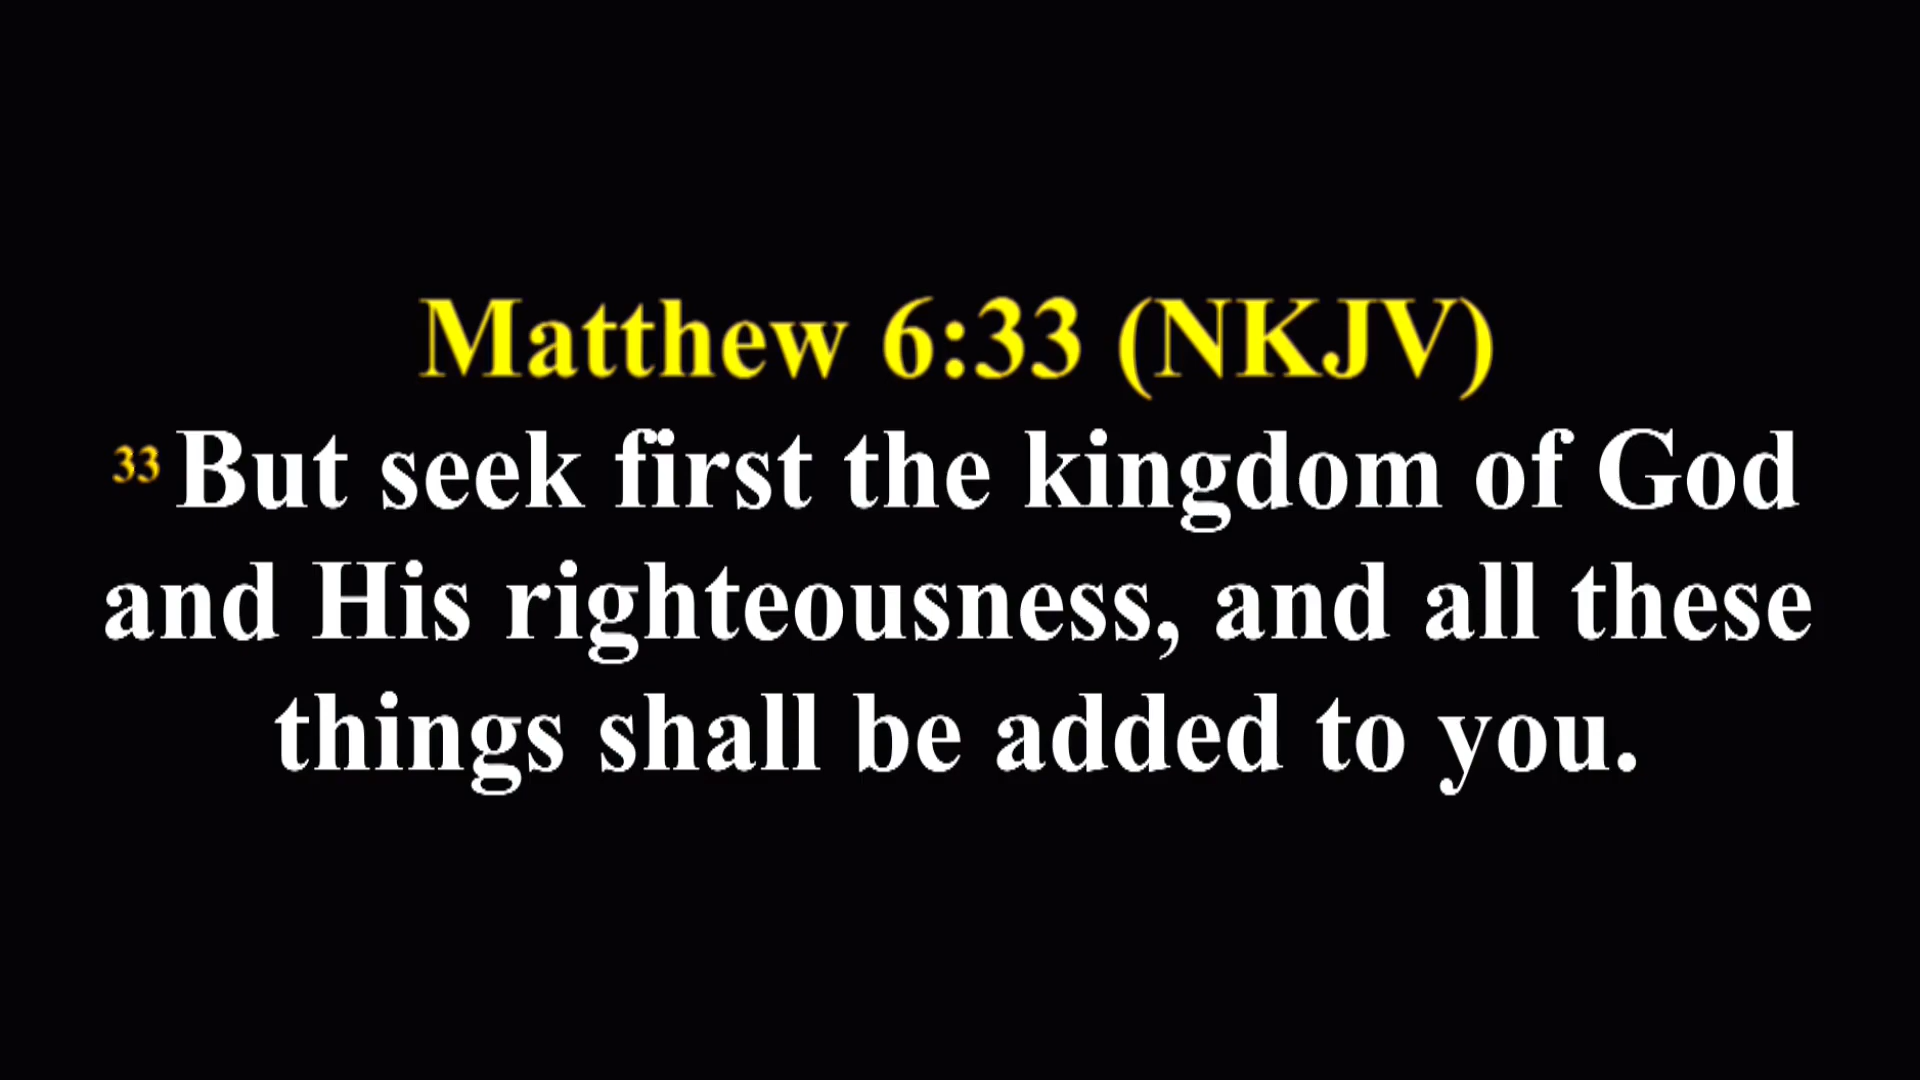 Matthew 6:33 (NKJV)
33 But seek first the kingdom of God
and His righteousness, and all these
things shall be added to you.